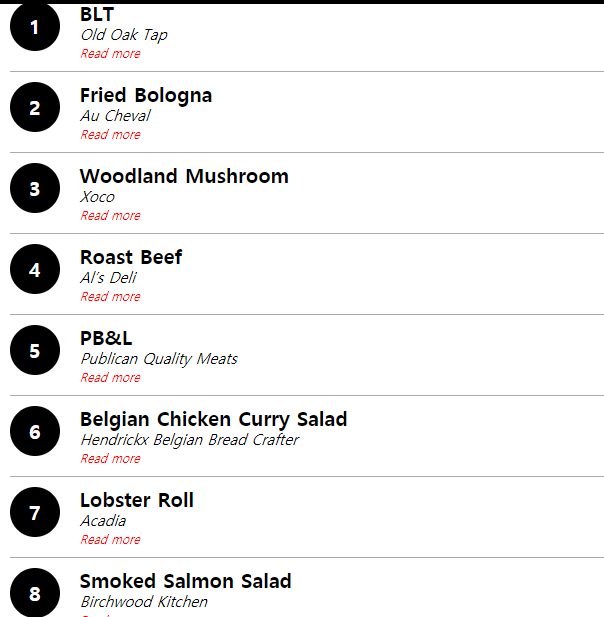 1
BLT
Old Oak Tap
Read more
2
Fried Bologna
Au Cheval
Read more
3
Woodland Mushroom
Xoco
Read more
4
Roast Beef
Al's Deli
Read more
5
PB&L
Publican Quality Meats
Read more
6
Belgian Chicken Curry Salad
Hendrickx Belgian Bread Crafter
Read more
7
Lobster Roll
Acadia
Read more
8
Smoked Salmon Salad
Birchwood Kitchen